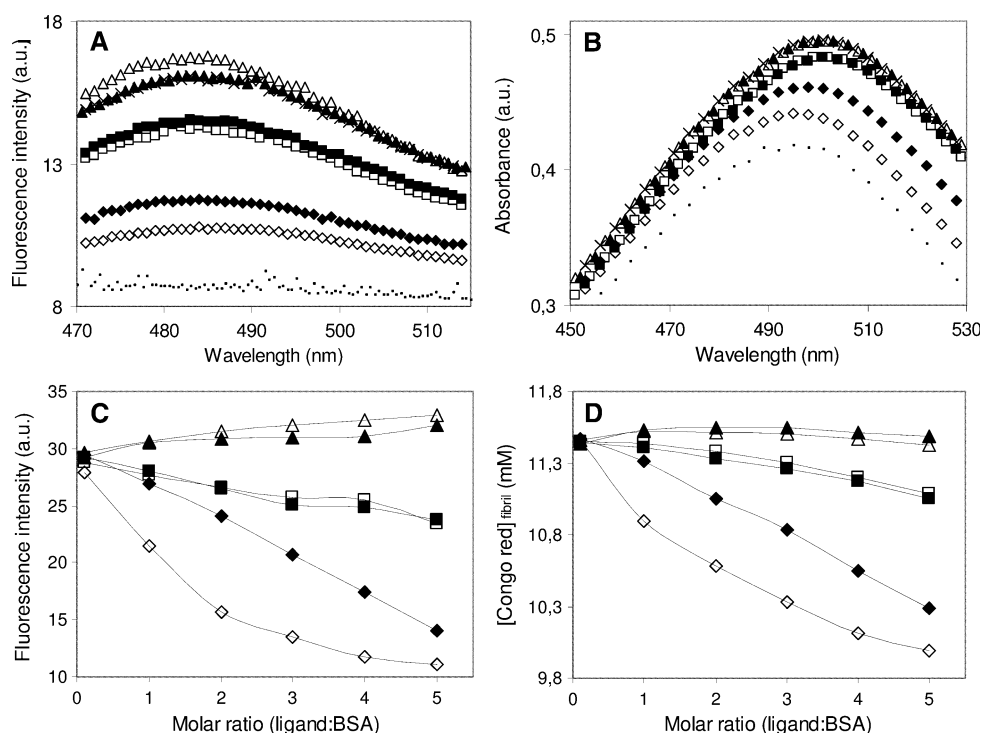 A
Fluorescence intensity (a.u.)
18
13
8
470 480 490 500 510
Wavelength (nm)
B
Absorbance (a.u.)
0,5
0,4
0,3
450 470 490 510 530
Wavelength (nm)
C
Fluorescence intensity (a.u.)
35
30
25
20
15
10
0 1 2 3 4 5
Molar ratio (ligand:BSA)
D
[Congo red] fibril (mM)
11,8
11,3
10,8
10,3
9,8
0 1 2 3 4 5
Molar ratio (ligand:BSA)